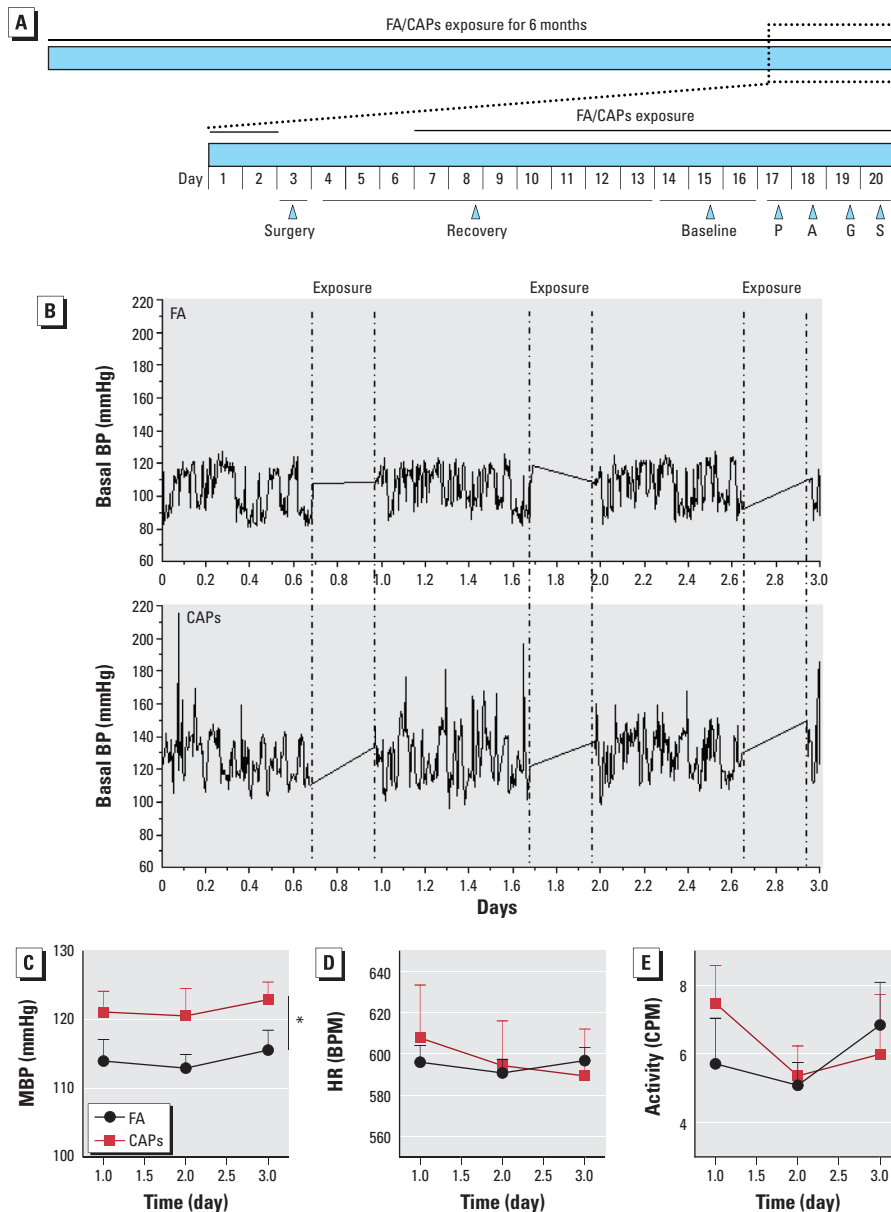 A
FA/CAPs exposure for 6 months
FA/CAPs exposure
Day 1 2 3 4 5 6 7 8 9 10 11 12 13 14 15 16 17 18 19 20
Surgery Recovery Baseline P A G S
B
Exposure Exposure Exposure
FA
Basal BP (mmHg)
220
200
180
160
140
120
100
80
60
0 0.2 0.4 0.6 0.8 1.0 1.2 1.4 1.6 1.8 2.0 2.2 2.4 2.6 2.8 3.0
CAPs
Basal BP (mmHg)
220
200
180
160
140
120
100
80
60
0 0.2 0.4 0.6 0.8 1.0 1.2 1.4 1.6 1.8 2.0 2.2 2.4 2.6 2.8 3.0
Days
C
MBP (mmHg)
130
120
110
100
*
FA
CAPs
1.0 1.5 2.0 2.5 3.0
Time (day)
D
HR (BPM)
640
620
600
580
560
1.0 1.5 2.0 2.5 3.0
Time (day)
E
Activity (CPM)
8
6
4
1.0 1.5 2.0 2.5 3.0
Time (day)